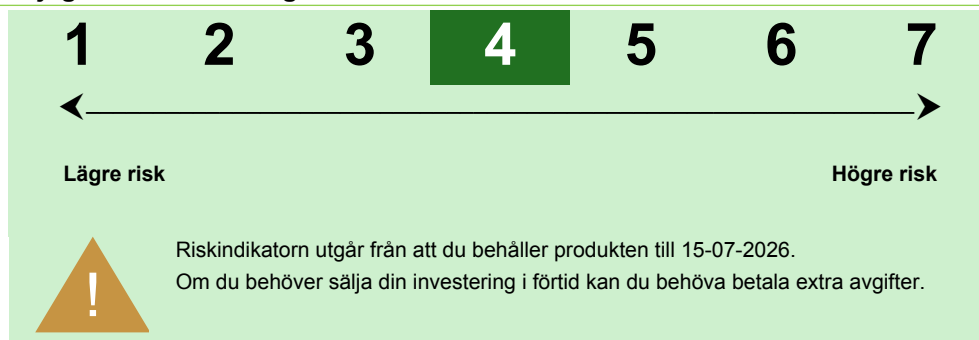 1 2 3 4 5 6 7
Lägre risk Högre risk
Riskindikatorn utgår från att du behåller produkten till 15-07-2026.
! Om du behöver sälja din investering i förtid kan du behöva betala extra avgifter.